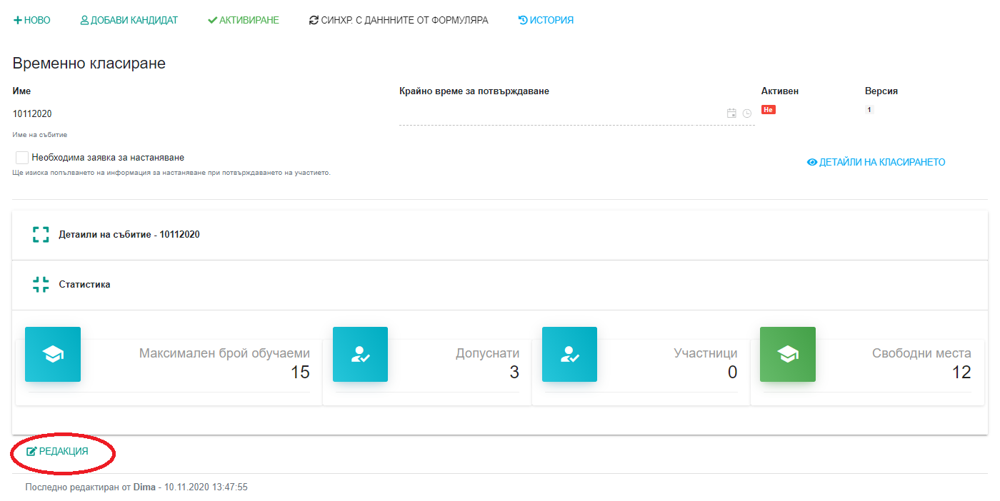 НОВО ДОБАВИ КАНДИДАТ АКТИВИРАНЕ СИНХР. С ДАНННИТЕ ОТ ФОРМУЛЯРА ИСТОРИЯ
Временно класиране
Име Крайно време за потвърждаване Активен Версия
10112020 Не 1
Име на събитие
Необходима заявка за настаняване
Ще изиска попълването на информация за настаняване при потвърждаването на участието.
ДЕТАЙЛИ НА КЛАСИРАНЕТО
Детаили на събитие - 10112020
Статистика
Максимален брой обучаеми Допуснати Участници Свободни места
15 3 0 12
РЕДАКЦИЯ
Последно редактиран от Dima - 10.11.2020 13:47:55